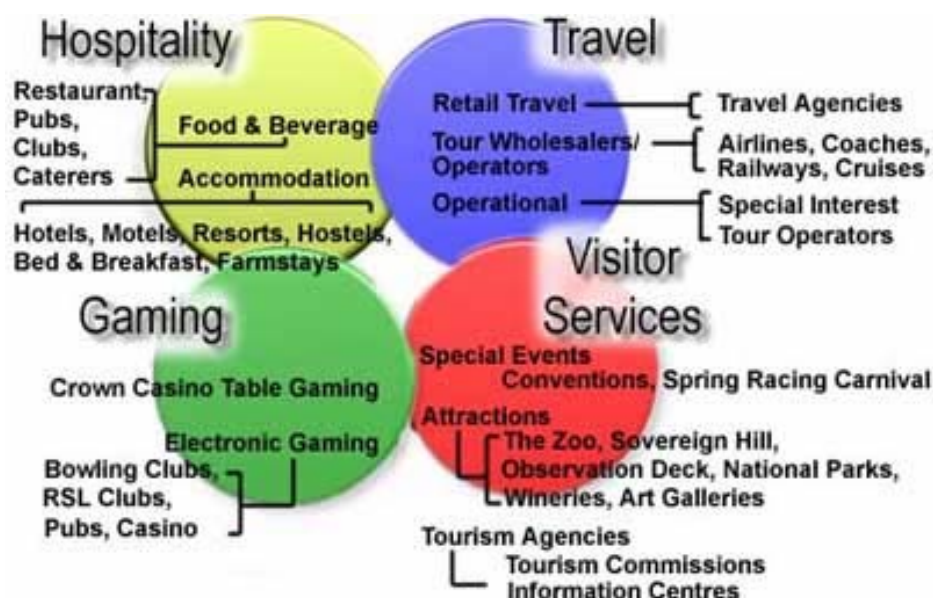 Hospitality
Restaurant,
Pubs,
Clubs,
Caterers
Food & Beverage
Accommodation
Hotels, Motels, Resorts, Hostels,
Bed & Breakfast, Farmstays
Travel
Retail Travel
Travel Agencies
Tour Wholesalers/
Operators
Airlines, Coaches,
Railways, Cruises
Operational
Special Interest
Tour Operators
Gaming
Crown Casino Table Gaming
Electronic Gaming
Bowling Clubs,
RSL Clubs,
Pubs, Casino
Visitor
Services
Special Events
Conventions, Spring Racing Carnival
Attractions
The Zoo, Sovereign Hill,
Observation Deck, National Parks,
Wineries, Art Galleries
Tourism Agencies
Tourism Commissions
Information Centres